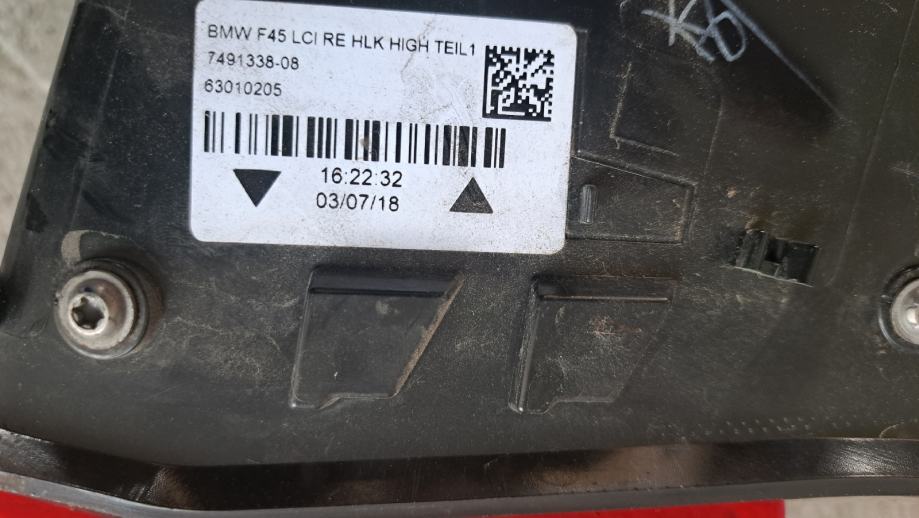 BMW F45 LCI RE HLK HIGH TEIL1
7491338-08
63010205
16:22:32
03/07/18